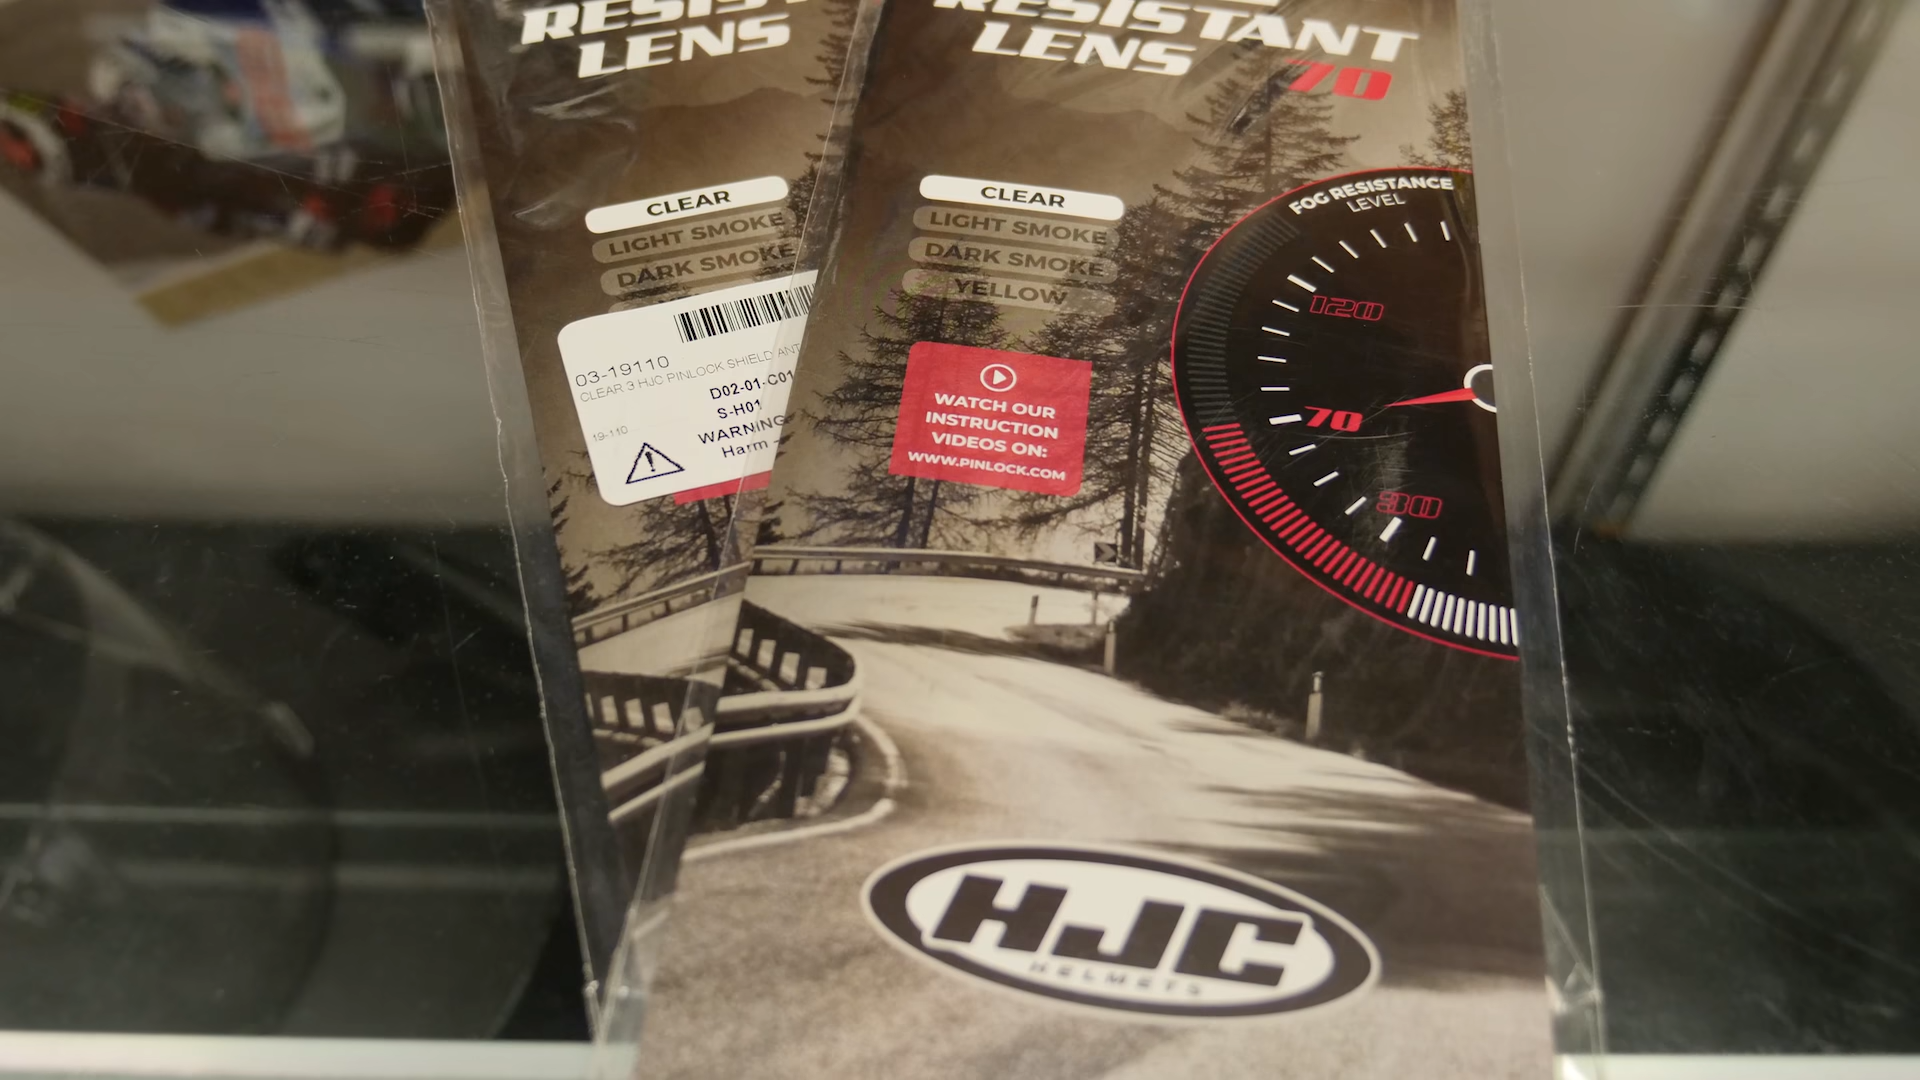 RESIST
LENS
CLEAR
LIGHT SMOKE
DARK SMOKE
03-19110
CLEAR 3 HJC PINLOCK SHIELD ANT
D02-01-C01
S-H01
19-110
WARNING
Harm
RESISTANT
LENS
70
CLEAR
LIGHT SMOKE
DARK SMOKE
YELLOW
WATCH OUR
INSTRUCTION
VIDEOS ON:
WWW.PINLOCK.COM
FOG RESISTANCE
LEVEL
120
70
30
HJC
HELMETS